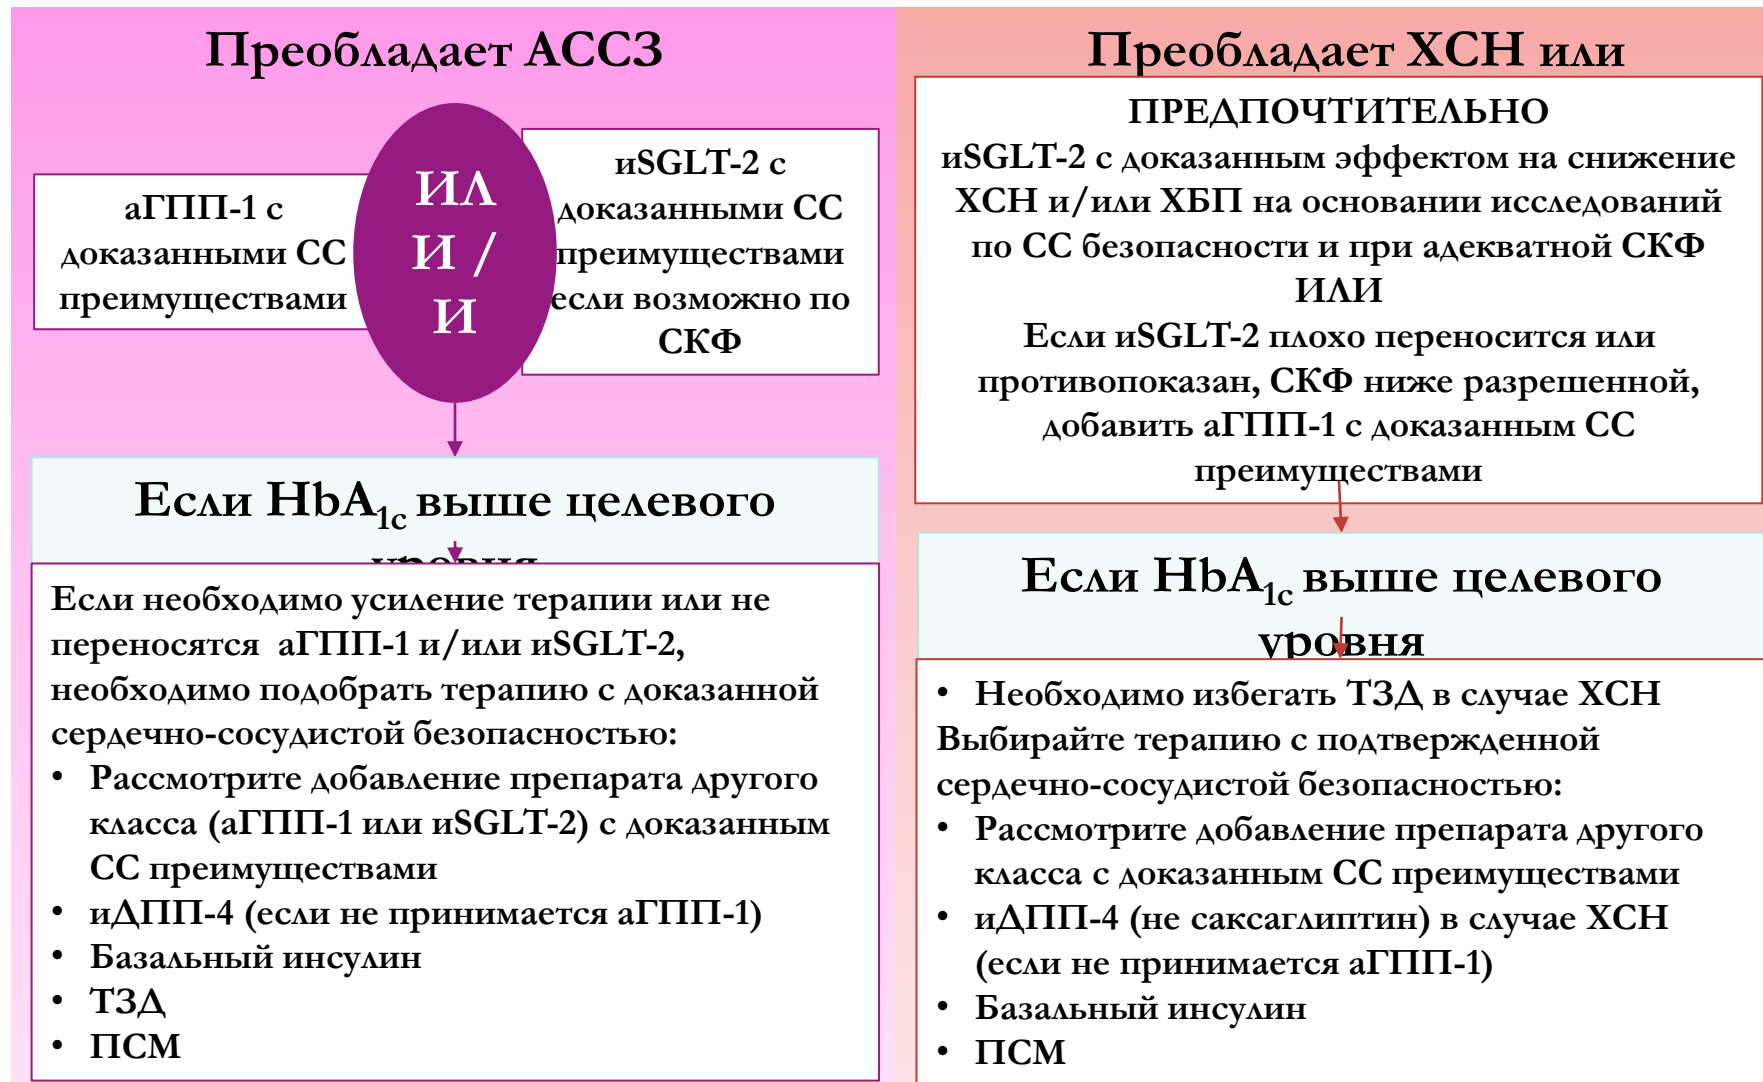 Преобладает АССЗ
аГПП-1 с
доказанными СС
преимуществами
ИЛ
И /
И
иSGLT-2 с
доказанными СС
преимуществами
если возможно по
СКФ
Если HbA1c выше целевого
уровня
Если необходимо усиление терапии или не
переносятся аГПП-1 и/или иSGLT-2,
необходимо подобрать терапию с доказанной
сердечно-сосудистой безопасностью:
• Рассмотрите добавление препарата другого
класса (аГПП-1 или иSGLT-2) с доказанным
СС преимуществами
• иДПП-4 (если не принимается аГПП-1)
• Базальный инсулин
• ТЗД
• ПСМ
Преобладает ХСН или
ПРЕДПОЧТИТЕЛЬНО
иSGLT-2 с доказанным эффектом на снижение
ХСН и/или ХБП на основании исследований
по СС безопасности и при адекватной СКФ
ИЛИ
Если иSGLT-2 плохо переносится или
противопоказан, СКФ ниже разрешенной,
добавить аГПП-1 с доказанным СС
преимуществами
Если HbA1c выше целевого
уровня
• Необходимо избегать ТЗД в случае ХСН
Выбирайте терапию с подтвержденной
сердечно-сосудистой безопасностью:
• Рассмотрите добавление препарата другого
класса с доказанным СС преимуществами
• иДПП-4 (не саксаглиптин) в случае ХСН
(если не принимается аГПП-1)
• Базальный инсулин
• ПСМ